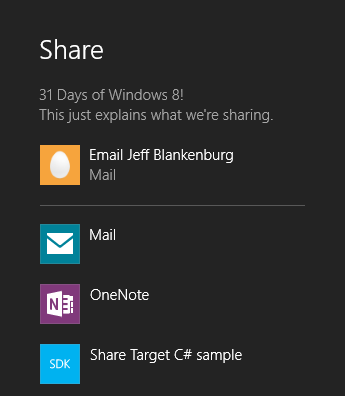 Share
31 Days of Windows 8!
This just explains what we're sharing.
Email Jeff Blankenburg
Mail
Mail
N
OneNote
SDK
Share Target C# sample